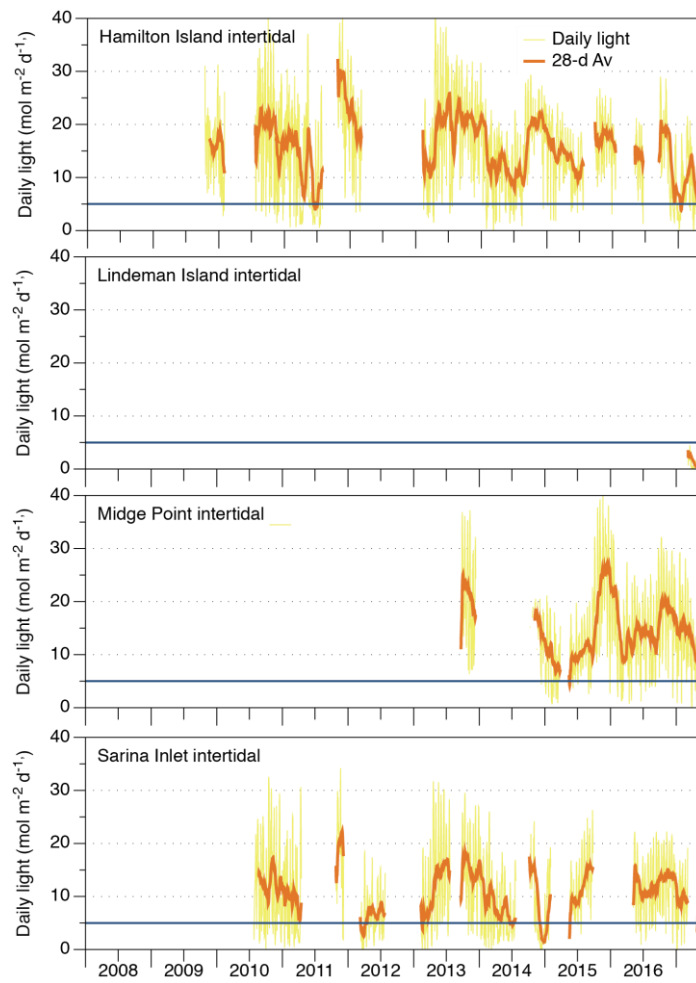 Hamilton Island intertidal
Daily light
28-d Av
Daily light (mol m⁻² d⁻¹·)
40
30
20
10
0
Lindeman Island intertidal
Daily light (mol m⁻² d⁻¹·)
40
30
20
10
0
Midge Point intertidal
Daily light (mol m⁻² d⁻¹·)
40
30
20
10
0
Sarina Inlet intertidal
Daily light (mol m⁻² d⁻¹·)
40
30
20
10
0
2008 2009 2010 2011 2012 2013 2014 2015 2016